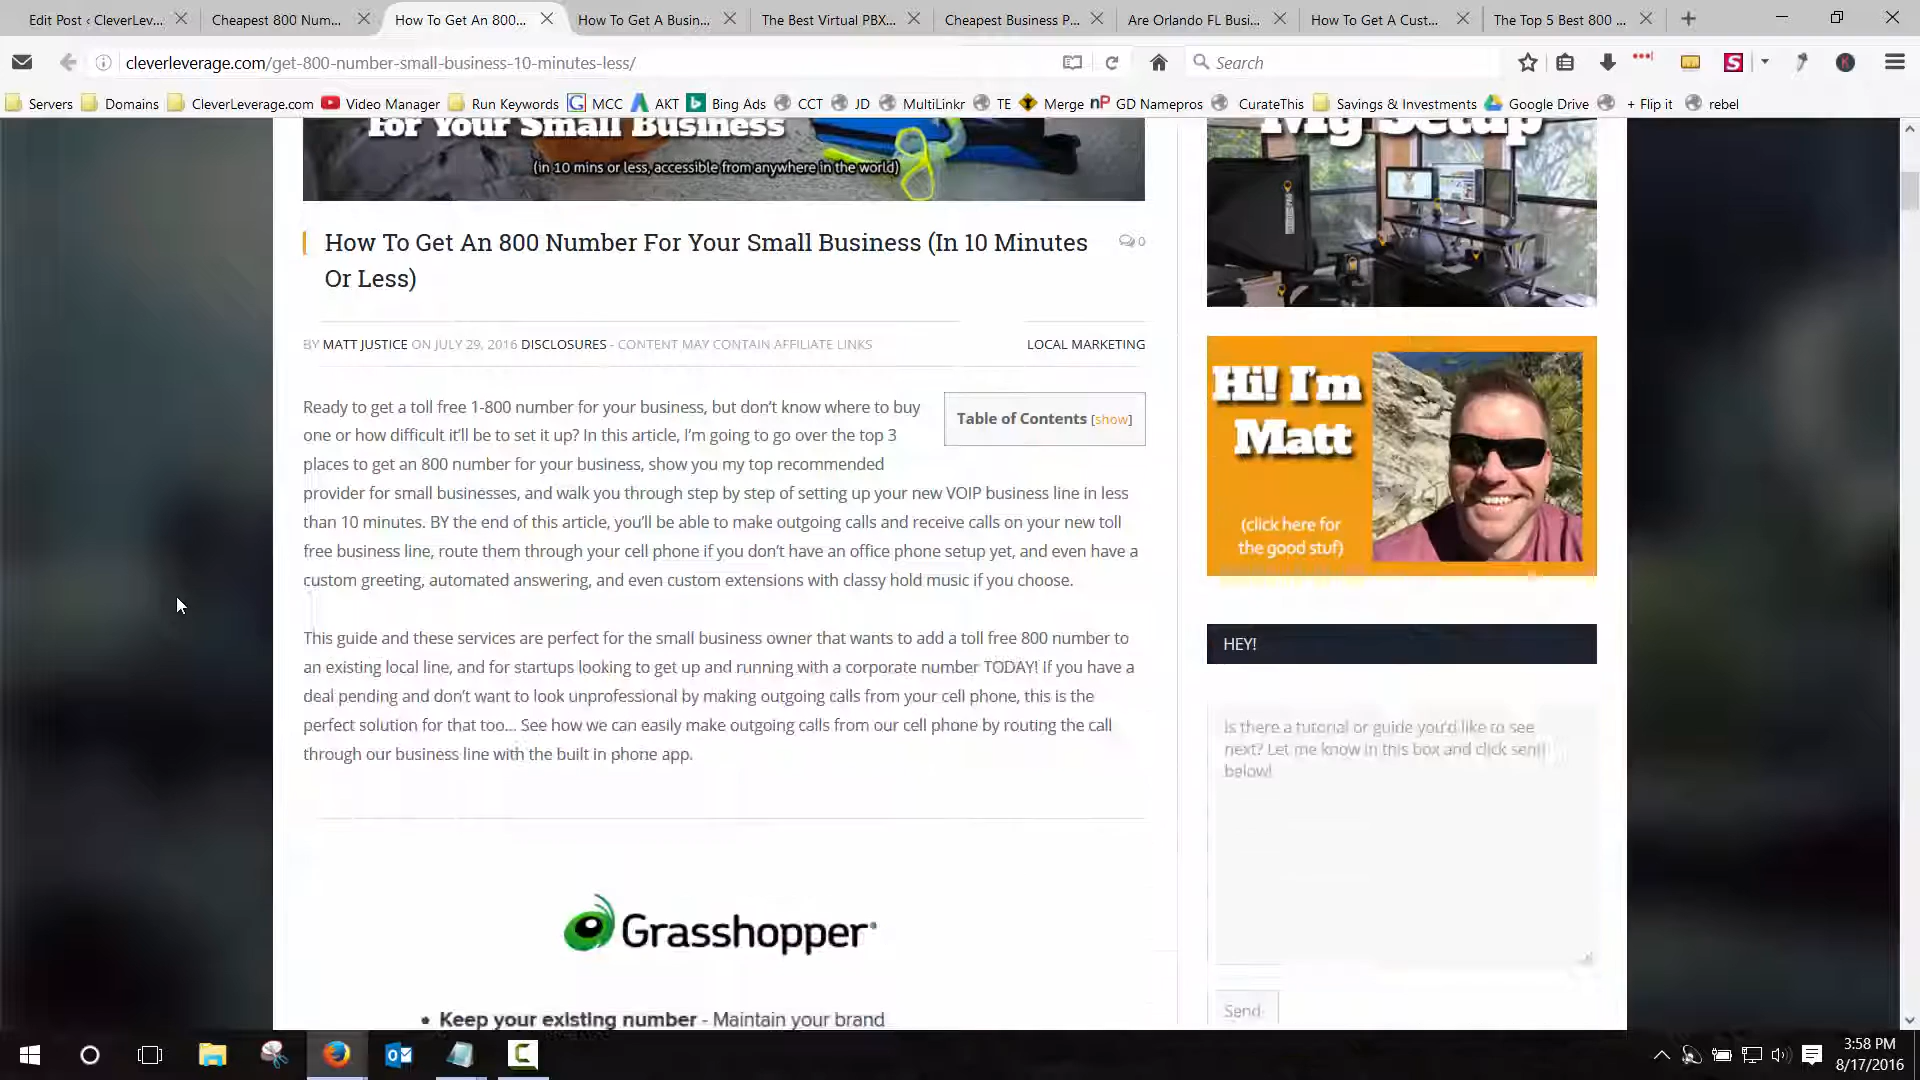 Edit Post ‹ CleverLev...
Cheapest 800 Num...
How To Get An 800...
How To Get A Busin...
The Best Virtual PBX...
Cheapest Business P...
Are Orlando FL Busi...
How To Get A Cust...
The Top 5 Best 800 ...
cleverleverage.com/get-800-number-small-business-10-minutes-less/
Search
Servers
Domains
CleverLeverage.com
Video Manager
Run Keywords
MCC
AKT
Bing Ads
CCT
JD
MultiLinkr
TE
Merge
GD Namepros
CurateThis
Savings & Investments
Google Drive
+ Flip it
rebel
For Your Small Business
(in 10 mins or less, accessible from anywhere in the world)
How To Get An 800 Number For Your Small Business (In 10 Minutes
Or Less)
0
BY MATT JUSTICE ON JULY 29, 2016 DISCLOSURES - CONTENT MAY CONTAIN AFFILIATE LINKS
LOCAL MARKETING
Table of Contents [show]
Ready to get a toll free 1-800 number for your business, but don't know where to buy
one or how difficult it'll be to set it up? In this article, I'm going to go over the top 3
places to get an 800 number for your business, show you my top recommended
provider for small businesses, and walk you through step by step of setting up your new VOIP business line in less
than 10 minutes. BY the end of this article, you'll be able to make outgoing calls and receive calls on your new toll
free business line, route them through your cell phone if you don't have an office phone setup yet, and even have a
custom greeting, automated answering, and even custom extensions with classy hold music if you choose.
This guide and these services are perfect for the small business owner that wants to add a toll free 800 number to
an existing local line, and for startups looking to get up and running with a corporate number TODAY! If you have a
deal pending and don't want to look unprofessional by making outgoing calls from your cell phone, this is the
perfect solution for that too... See how we can easily make outgoing calls from our cell phone by routing the call
through our business line with the built in phone app.
Grasshopper
• Keep your existing number - Maintain your brand
My Setup
Hi! I'm
Matt
(click here for
the good stuf)
HEY!
Is there a tutorial or guide you'd like to see
next? Let me know in this box and click send
below!
Send
3:58 PM
8/17/2016